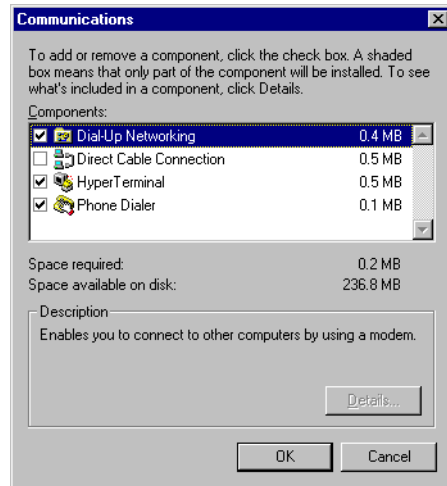 Communications
To add or remove a component, click the check box. A shaded
box means that only part of the component will be installed. To see
what's included in a component, click Details.
Components:
Dial-Up Networking 0.4 MB
Direct Cable Connection 0.5 MB
HyperTerminal 0.5 MB
Phone Dialer 0.1 MB
Space required: 0.2 MB
Space available on disk: 236.8 MB
Description
Enables you to connect to other computers by using a modem.
Details...
OK Cancel